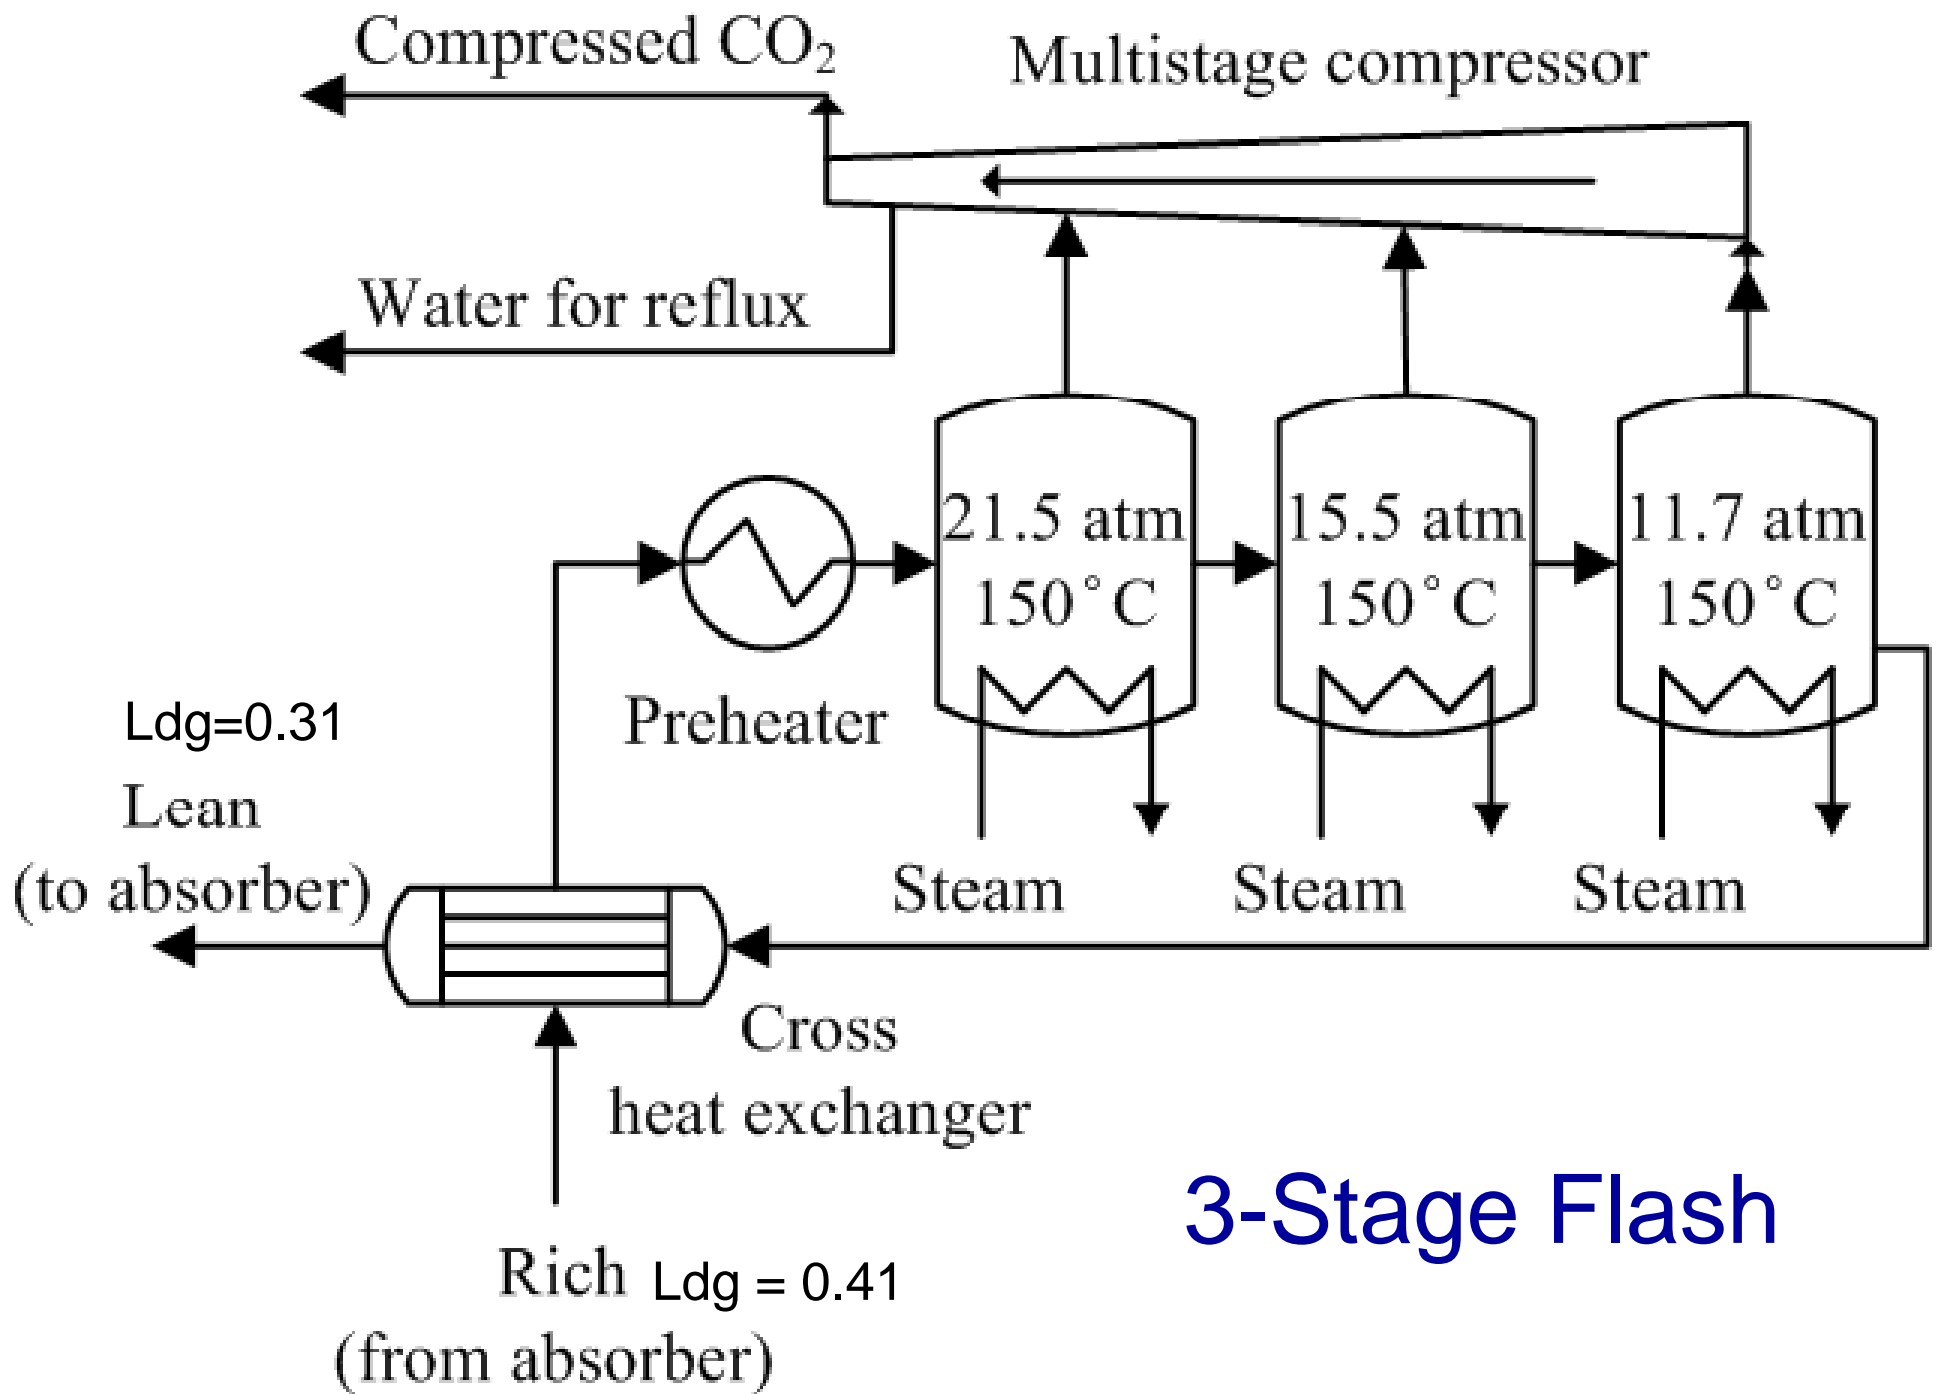 Compressed CO₂
Multistage compressor
Water for reflux
21.5 atm
150°C
15.5 atm
150°C
11.7 atm
150°C
Preheater
Ldg=0.31
Lean
(to absorber)
Steam
Steam
Steam
Cross
heat exchanger
3-Stage Flash
Rich Ldg = 0.41
(from absorber)